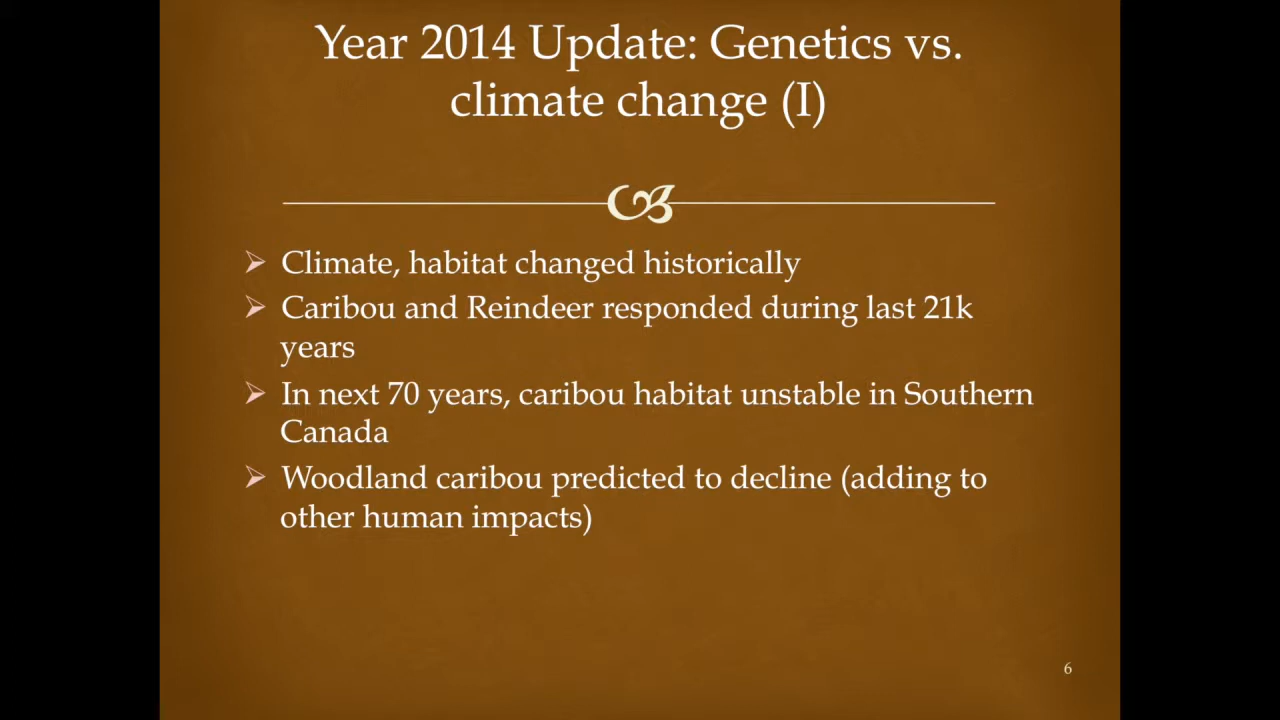 Year 2014 Update: Genetics vs.
climate change (I)
Climate, habitat changed historically
Caribou and Reindeer responded during last 21k
years
In next 70 years, caribou habitat unstable in Southern
Canada
Woodland caribou predicted to decline (adding to
other human impacts)
6